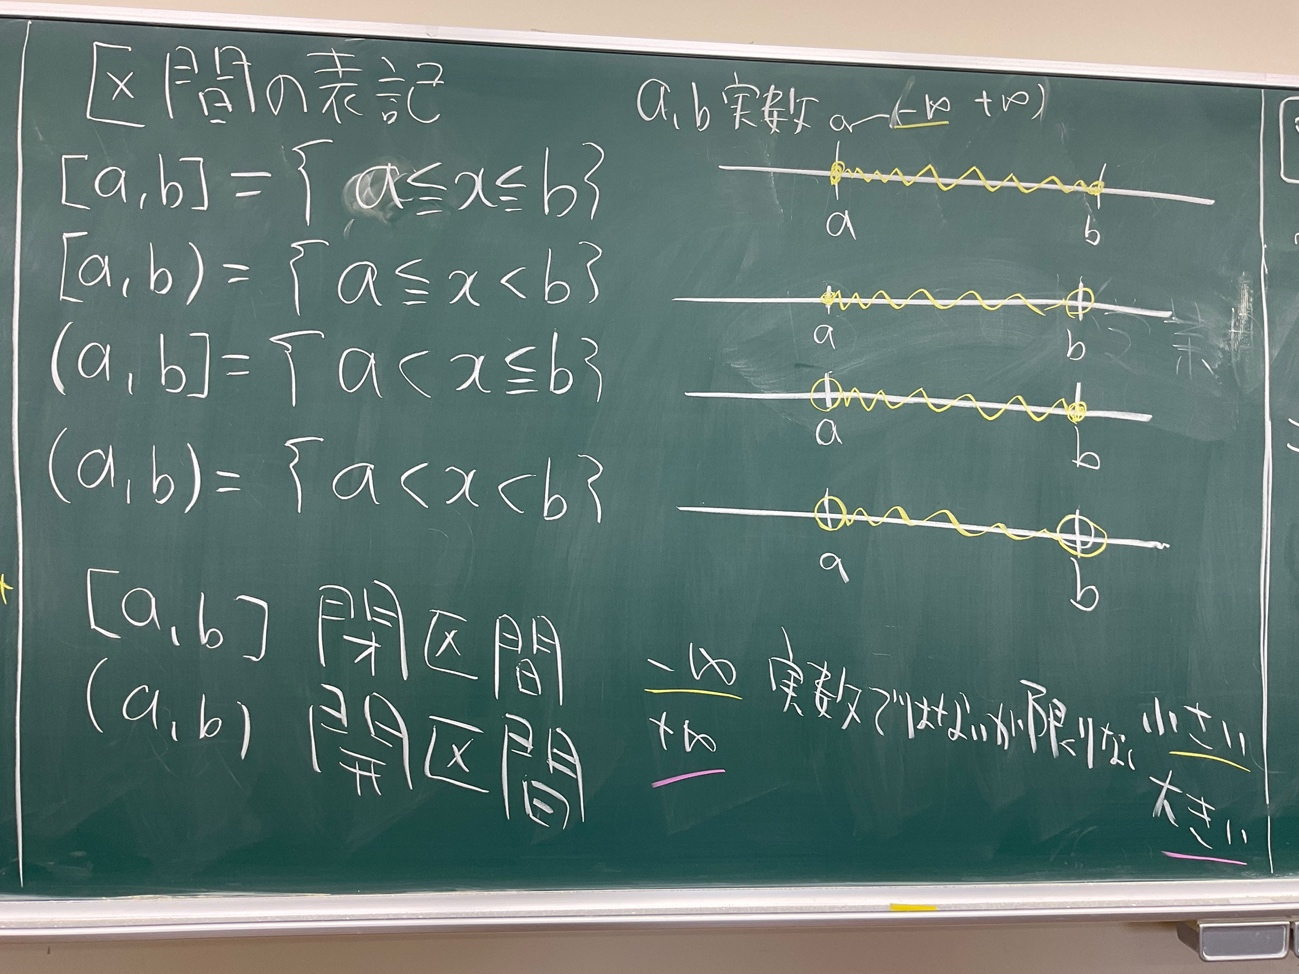 区間の表記
[a,b] = { a≦x≦b}
[a,b) = { a≦x<b}
(a,b] = { a<x≦b}
(a,b) = { a<x<b}
[a,b] 閉区間
(a,b) 開区間
a,b 実数 (-∞ +∞)
a b
a b
a b
a b
-∞ 実数ではないが限りなく 小さい
+∞ 大きい